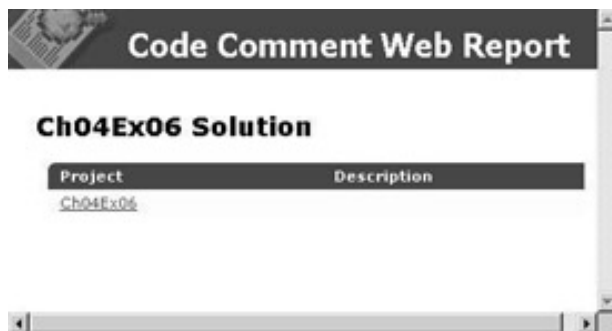 Code Comment Web Report
Ch04Ex06 Solution
Project Description
Ch04Ex06